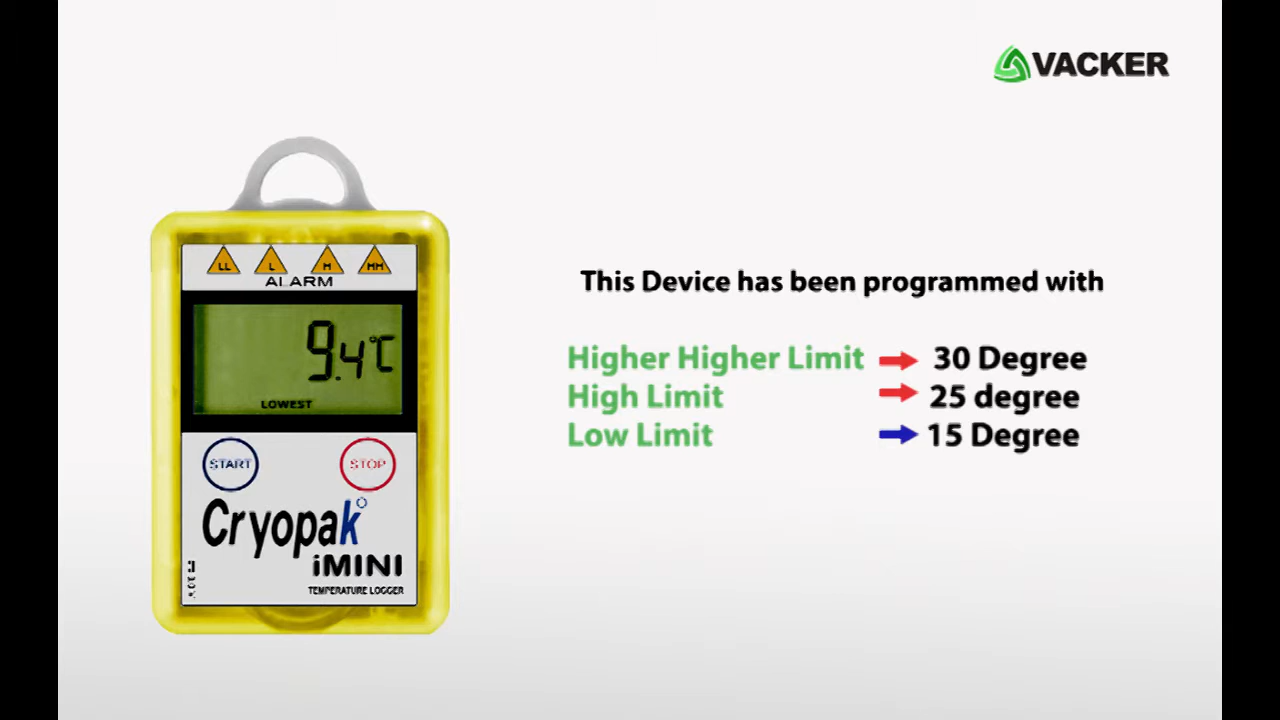 VACKER
LL L H HH
ALARM
9.4°C
LOWEST
START STOP
Cryopak
iMINI
TEMPERATURE LOGGER
This Device has been programmed with
Higher Higher Limit 30 Degree
High Limit 25 degree
Low Limit 15 Degree